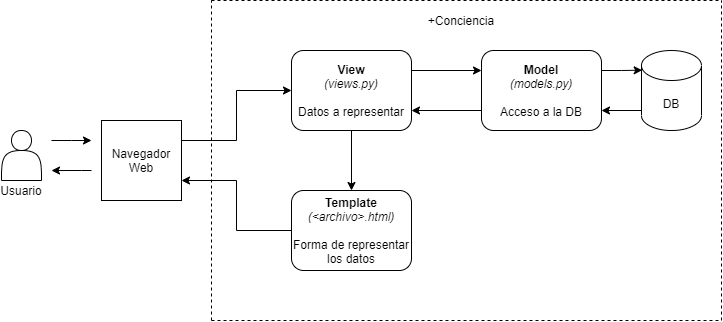 +Conciencia
View
(views.py)
Datos a representar
Model
(models.py)
Acceso a la DB
DB
Usuario
Navegador
Web
Template
(<archivo>.html)
Forma de representar
los datos